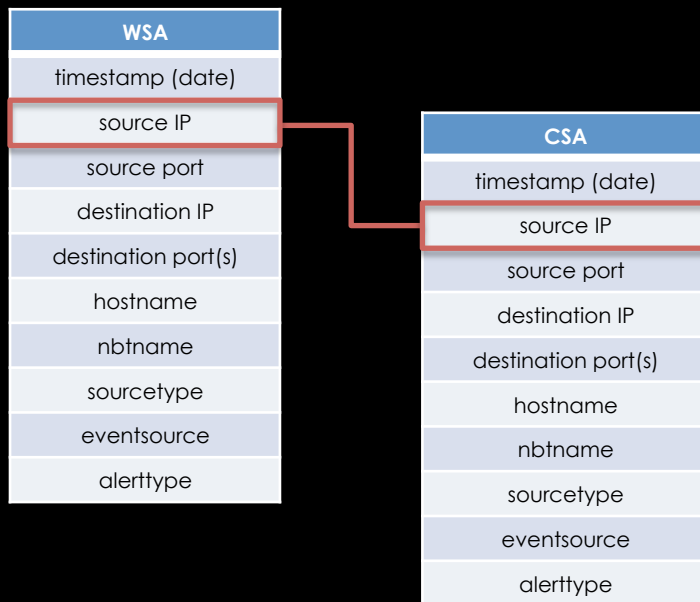 WSA
timestamp (date)
source IP
source port
destination IP
destination port(s)
hostname
nbtname
sourcetype
eventsource
alerttype
CSA
timestamp (date)
source IP
source port
destination IP
destination port(s)
hostname
nbtname
sourcetype
eventsource
alerttype